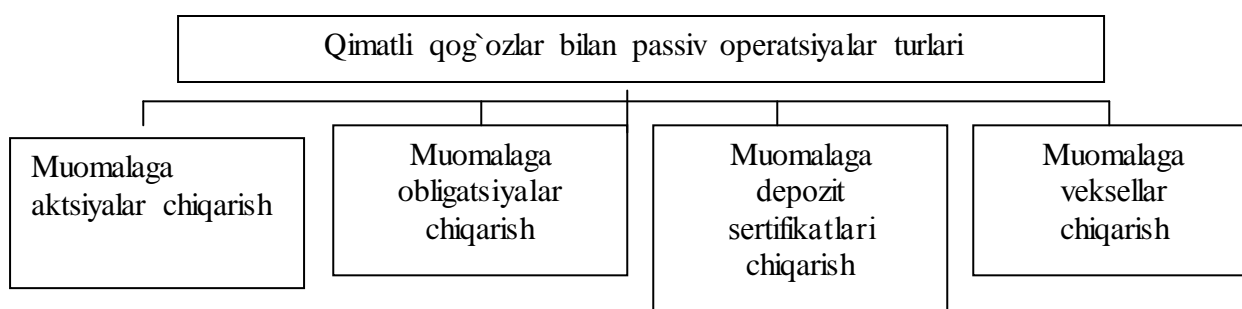 Qimatli qog`ozlar bilan passiv operatsiyalar turlari
Muomalaga
aktsiyalar chiqarish
Muomalaga
obligatsiyalar
chiqarish
Muomalaga
depozit
sertifikatlari
chiqarish
Muomalaga
veksellar
chiqarish